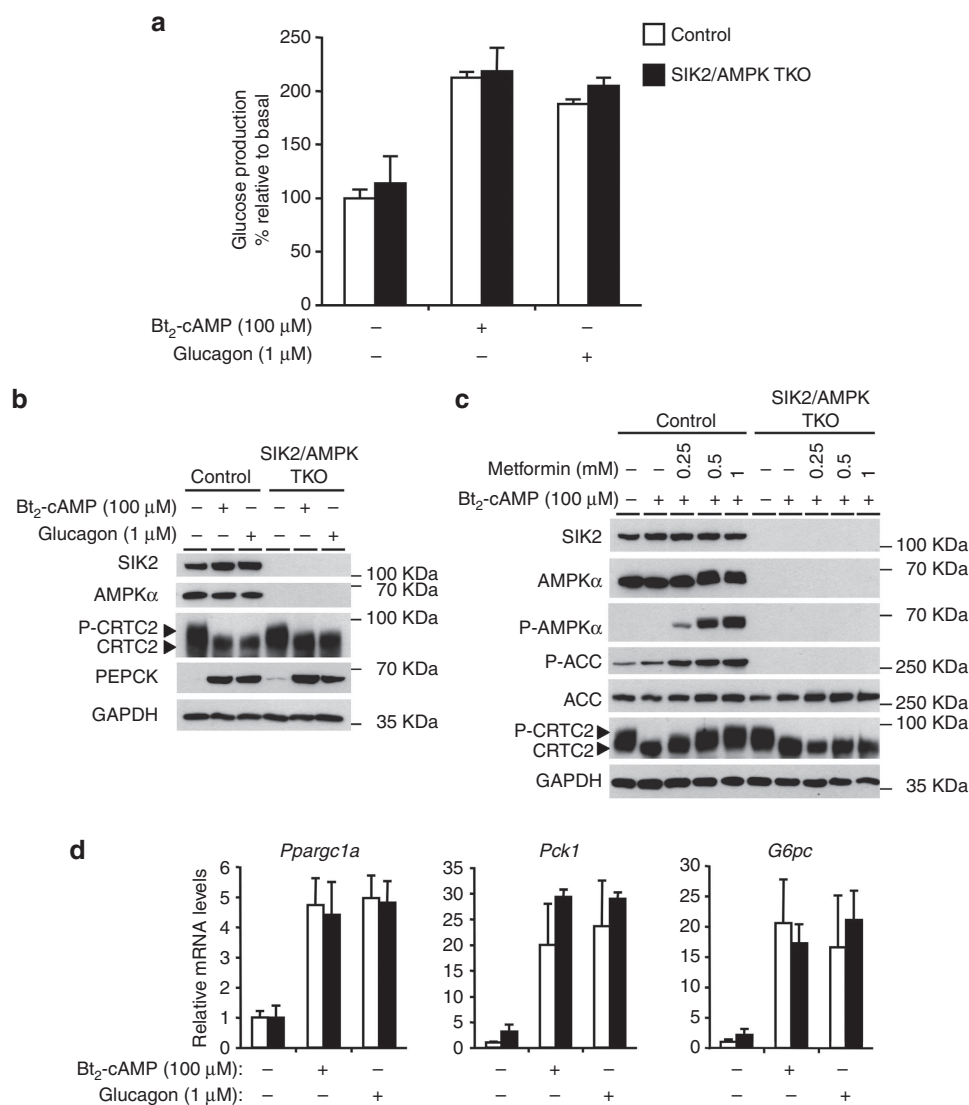 a
250
200
150
100
50
0
Glucose production
% relative to basal
Control
SIK2/AMPK TKO
Bt2-cAMP (100 μM) – + –
Glucagon (1 μM) – – +
b
Control SIK2/AMPK TKO
Bt2-cAMP (100 μM) – + – – + –
Glucagon (1 μM) – – + – – +
SIK2
100 KDa
AMPKα
70 KDa
P-CRTC2
100 KDa
CRTC2
PEPCK
70 KDa
GAPDH
35 KDa
c
Control SIK2/AMPK TKO
Metformin (mM) – – 0.25 0.5 1 – – 0.25 0.5 1
Bt2-cAMP (100 μM) – + + + + – + + + +
SIK2
100 KDa
AMPKα
70 KDa
P-AMPKα
70 KDa
P-ACC
250 KDa
ACC
250 KDa
P-CRTC2
100 KDa
CRTC2
GAPDH
35 KDa
d
Relative mRNA levels
Ppargc1a
6
5
4
3
2
1
0
Pck1
35
30
25
20
15
10
5
0
G6pc
30
25
20
15
10
5
0
Bt2-cAMP (100 μM): – + – – + – – + –
Glucagon (1 μM): – – + – – + – – +